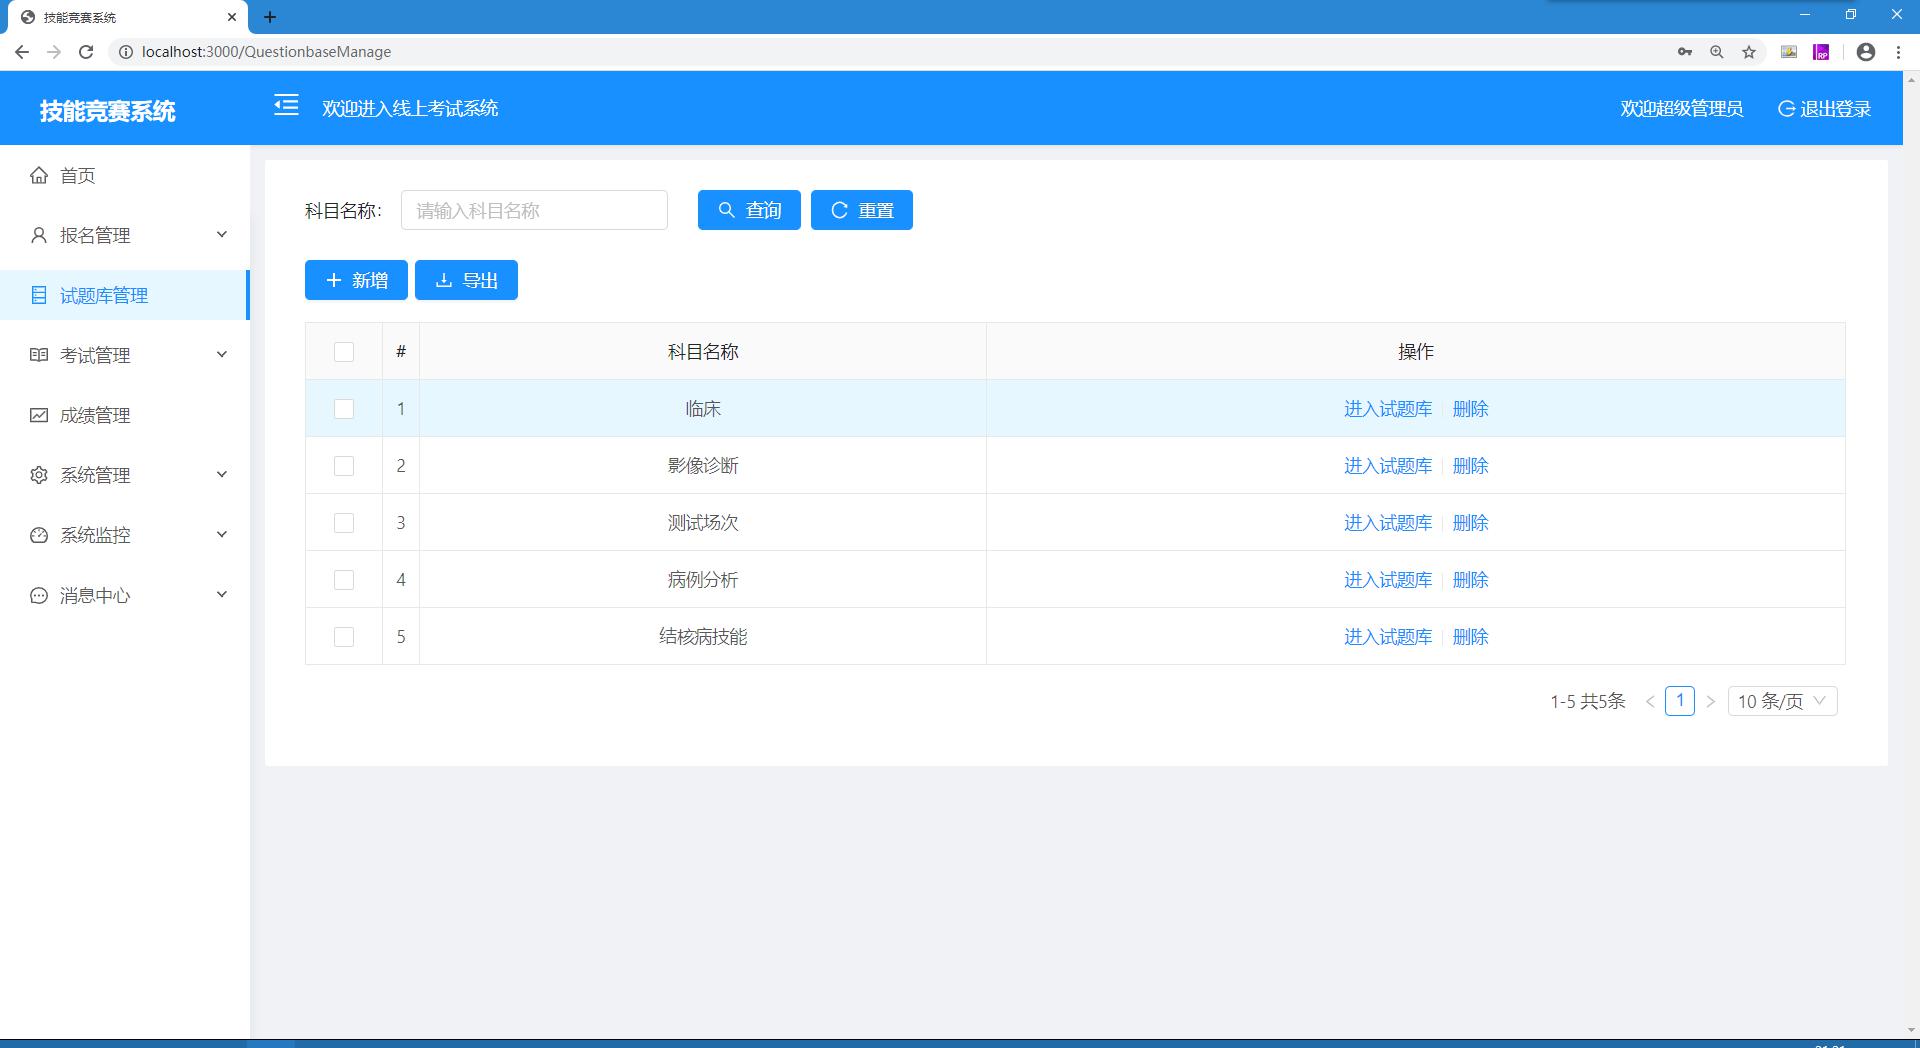 技能竞赛系统
localhost:3000/QuestionbaseManage
技能竞赛系统
欢迎进入线上考试系统
欢迎超级管理员
退出登录
首页
报名管理
试题库管理
考试管理
成绩管理
系统管理
系统监控
消息中心
科目名称: 请输入科目名称 查询 重置
新增 导出
# 科目名称 操作
1 临床 进入试题库 删除
2 影像诊断 进入试题库 删除
3 测试场次 进入试题库 删除
4 病例分析 进入试题库 删除
5 结核病技能 进入试题库 删除
1-5 共5条 < 1 > 10 条/页